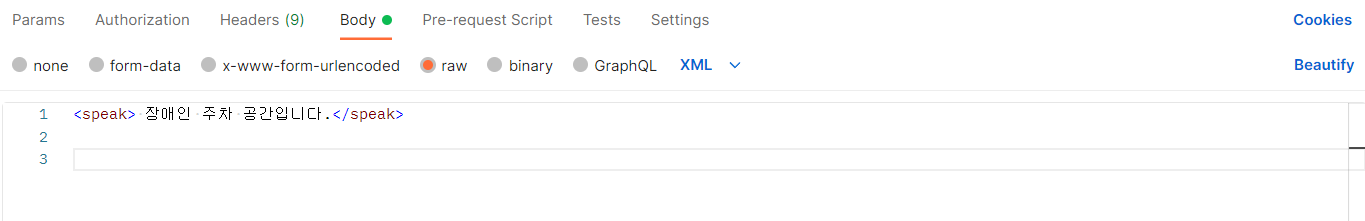 Params Authorization Headers (9) Body Pre-request Script Tests Settings Cookies
none form-data x-www-form-urlencoded raw binary GraphQL XML Beautify
1 <speak> 장애인 주차 공간입니다.</speak>
2
3